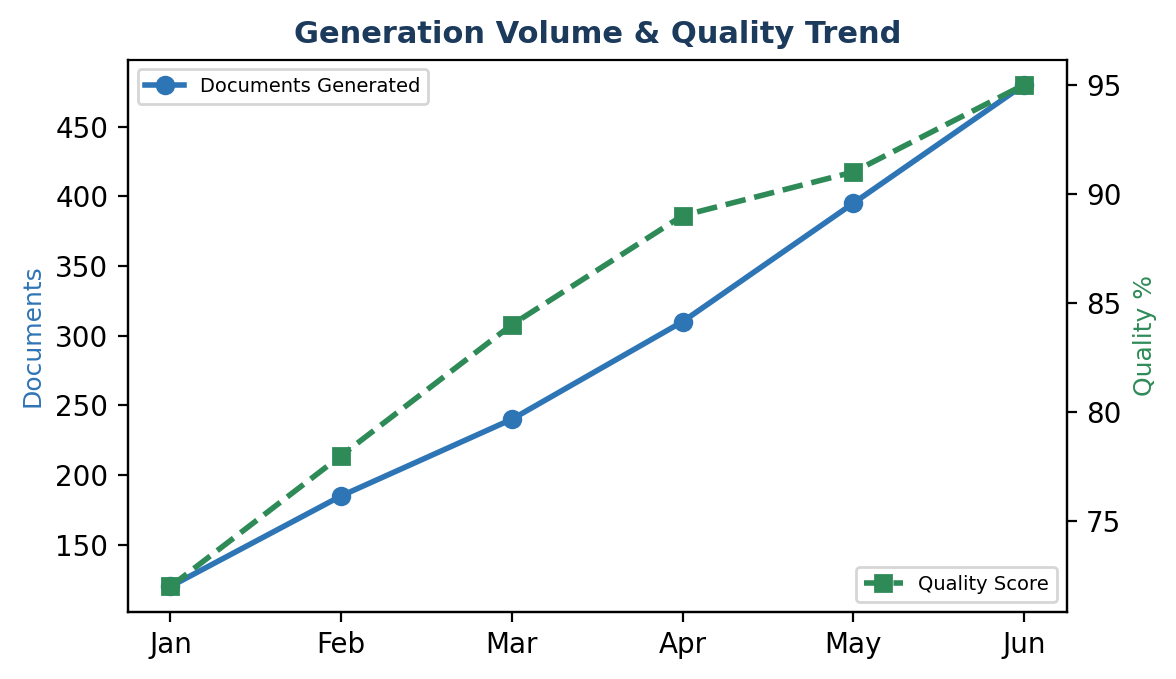 Generation Volume & Quality Trend
Documents Generated
450
400
350
300
250
200
150
Documents
95
90
85
80
75
Quality %
Quality Score
Jan Feb Mar Apr May Jun